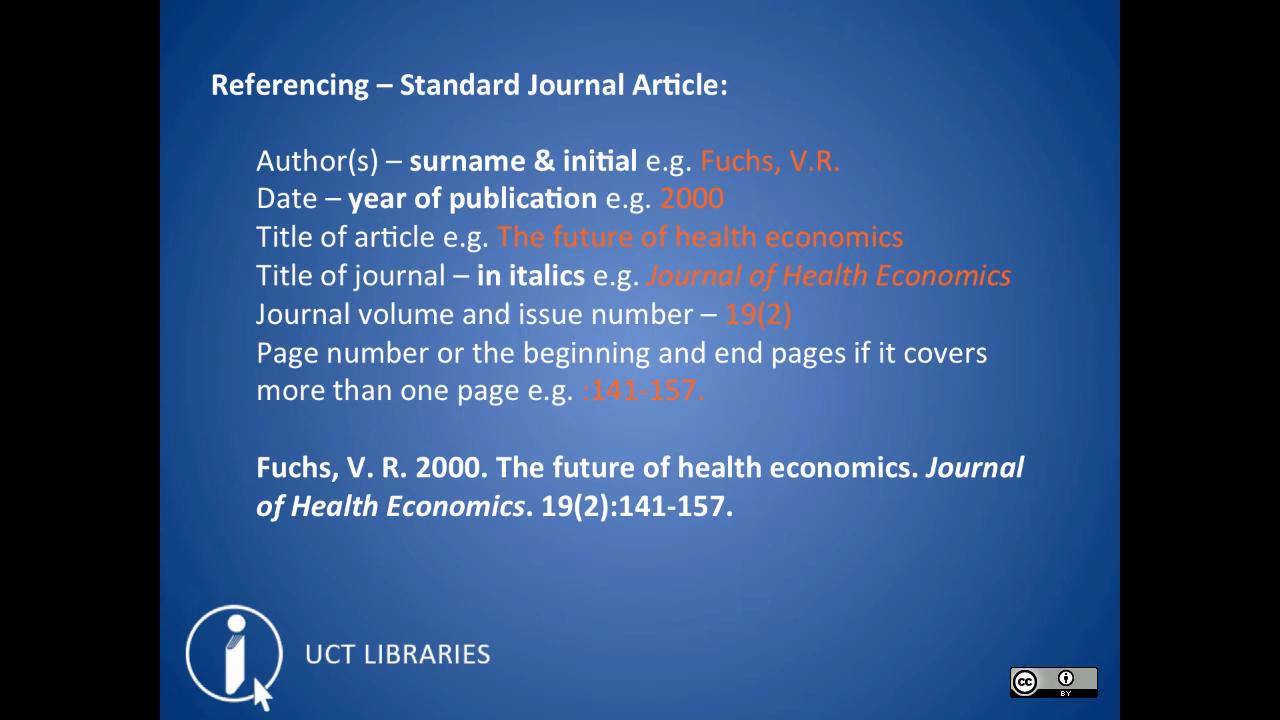 Referencing – Standard Journal Article:
Author(s) – surname & initial e.g. Fuchs, V.R.
Date – year of publication e.g. 2000
Title of article e.g. The future of health economics
Title of journal – in italics e.g. Journal of Health Economics
Journal volume and issue number – 19(2)
Page number or the beginning and end pages if it covers
more than one page e.g. :141-157.
Fuchs, V. R. 2000. The future of health economics. Journal
of Health Economics. 19(2):141-157.
UCT LIBRARIES
cc
BY